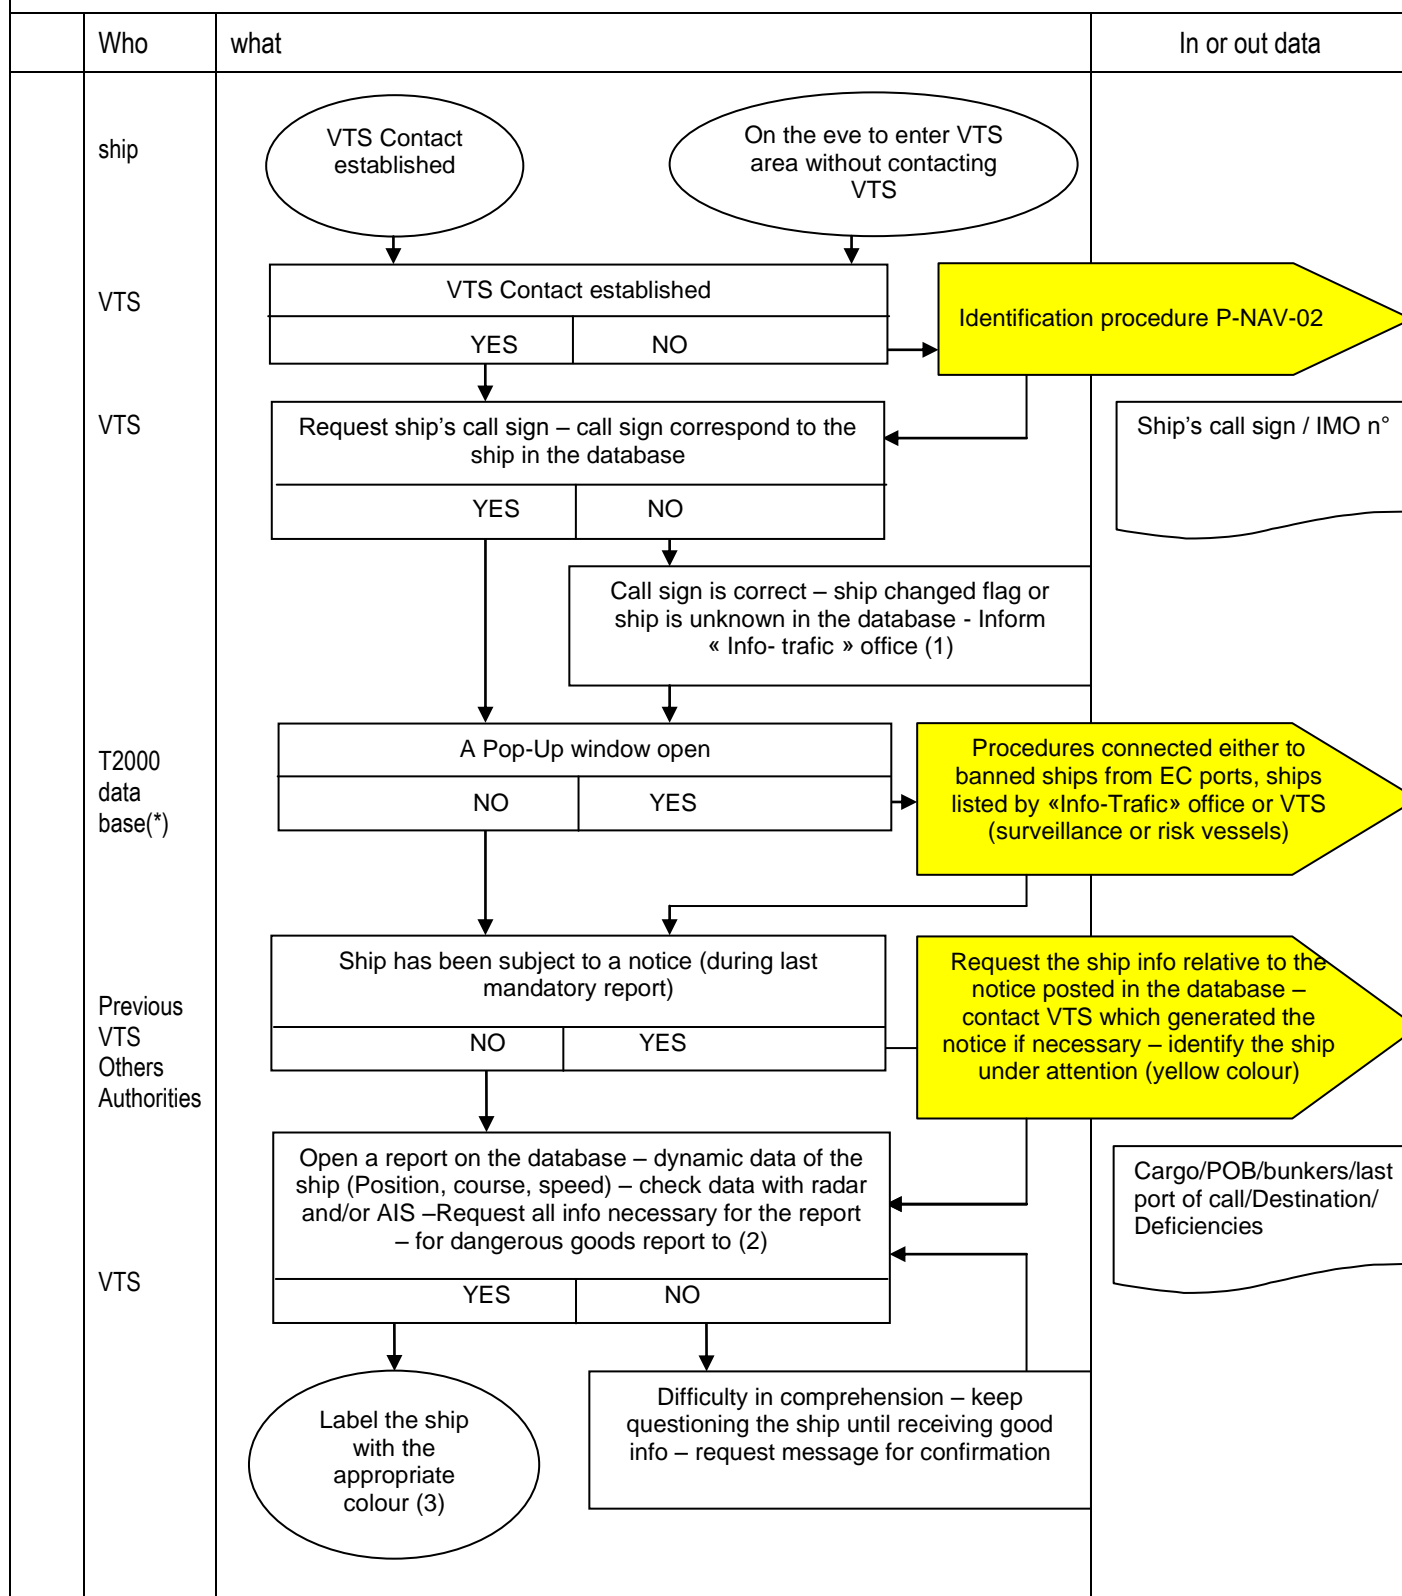 Who
what
In or out data
ship
VTS Contact
established
On the eve to enter VTS
area without contacting
VTS
VTS
VTS Contact established
YES
NO
Identification procedure P-NAV-02
VTS
Request ship’s call sign – call sign correspond to the
ship in the database
YES
NO
Ship’s call sign / IMO n°
Call sign is correct – ship changed flag or
ship is unknown in the database - Inform
« Info- trafic » office (1)
T2000
data
base(*)
A Pop-Up window open
NO
YES
Procedures connected either to
banned ships from EC ports, ships
listed by «Info-Trafic» office or VTS
(surveillance or risk vessels)
Previous
VTS
Others
Authorities
Ship has been subject to a notice (during last
mandatory report)
NO
YES
Request the ship info relative to the
notice posted in the database –
contact VTS which generated the
notice if necessary – identify the ship
under attention (yellow colour)
VTS
Open a report on the database – dynamic data of the
ship (Position, course, speed) – check data with radar
and/or AIS –Request all info necessary for the report
– for dangerous goods report to (2)
YES
NO
Cargo/POB/bunkers/last
port of call/Destination/
Deficiencies
Label the ship
with the
appropriate
colour (3)
Difficulty in comprehension – keep
questioning the ship until receiving good
info – request message for confirmation